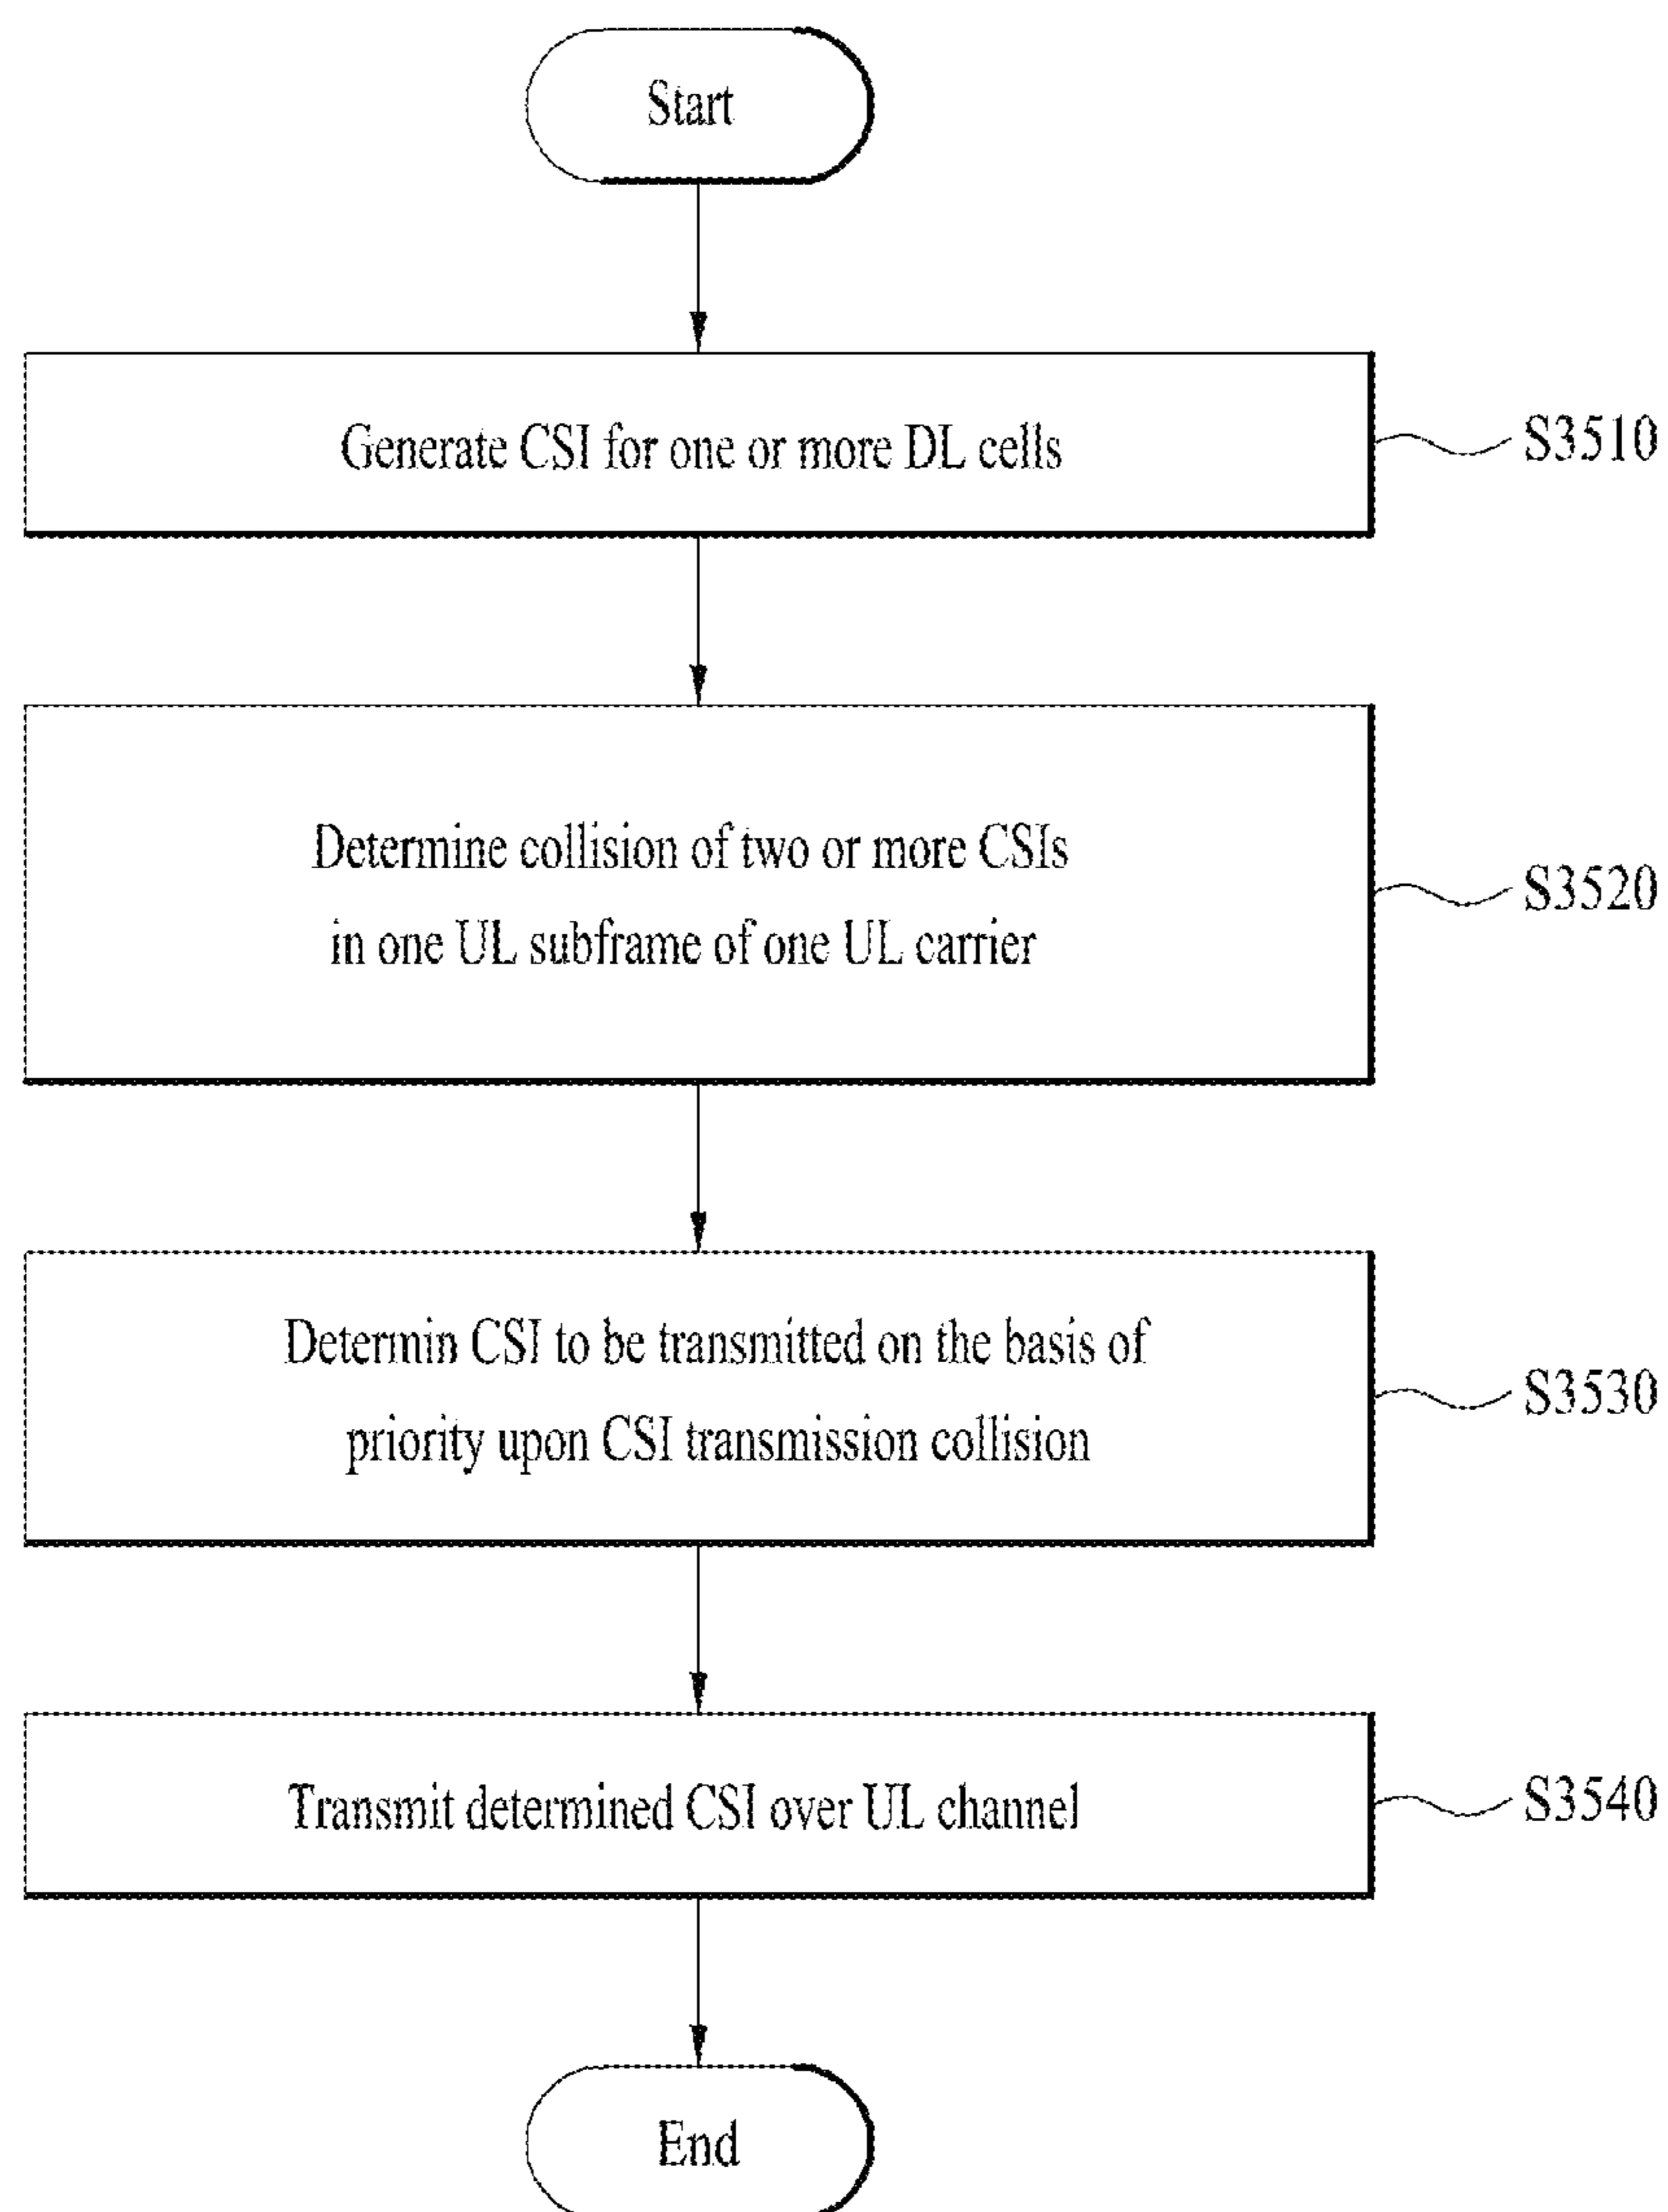 Start
Generate CSI for one or more DL cells
S3510
Determine collision of two or more CSIs
in one UL subframe of one UL carrier
S3520
Determin CSI to be transmitted on the basis of
priority upon CSI transmission collision
S3530
Transmit determined CSI over UL channel
S3540
End